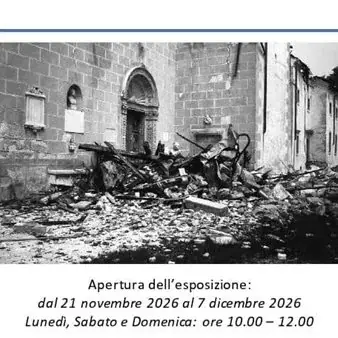 Apertura dell'esposizione:
dal 21 novembre 2026 al 7 dicembre 2026
Lunedì, Sabato e Domenica: ore 10.00 – 12.00